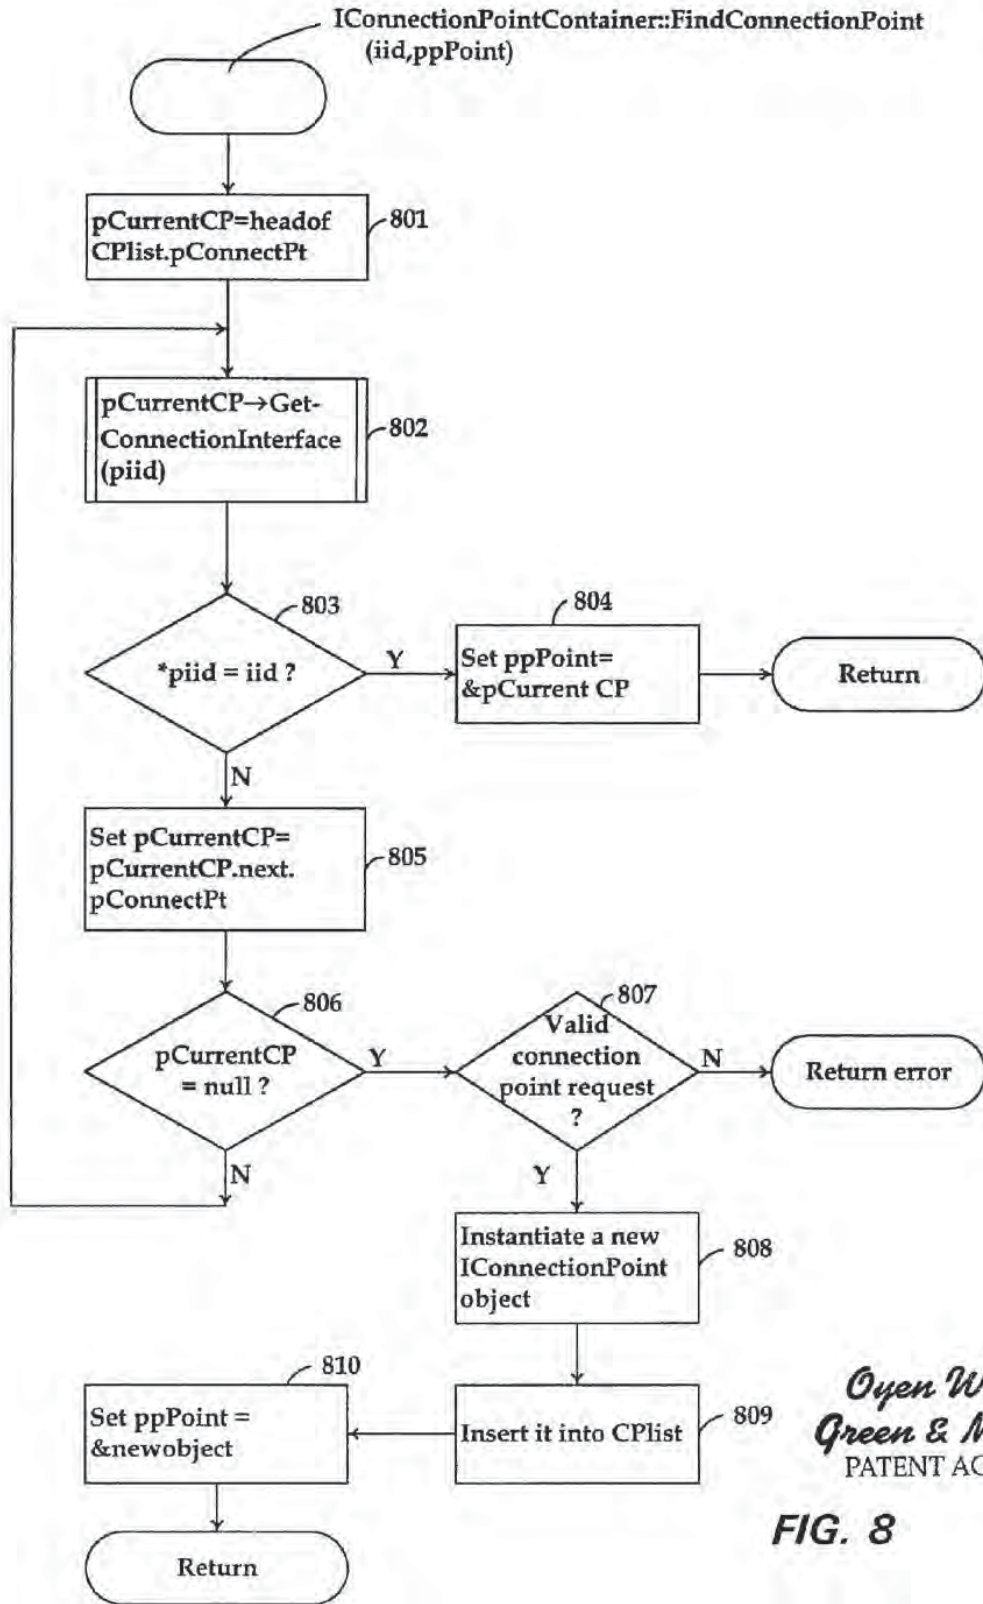 IConnectionPointContainer::FindConnectionPoint
(iid,ppPoint)
pCurrentCP=headof
CPlist.pConnectPt
801
pCurrentCP→Get-
ConnectionInterface
(piid)
802
803
*piid = iid ?
Y
N
804
Set ppPoint=
&pCurrent CP
Return
Set pCurrentCP=
pCurrentCP.next.
pConnectPt
805
806
pCurrentCP
= null ?
Y
N
807
Valid
connection
point request
?
N
Y
Return error
Instantiate a new
IConnectionPoint
object
808
Insert it into CPlist
809
810
Set ppPoint =
&newobject
Return
Oyen
Green &
PATENT
FIG. 8